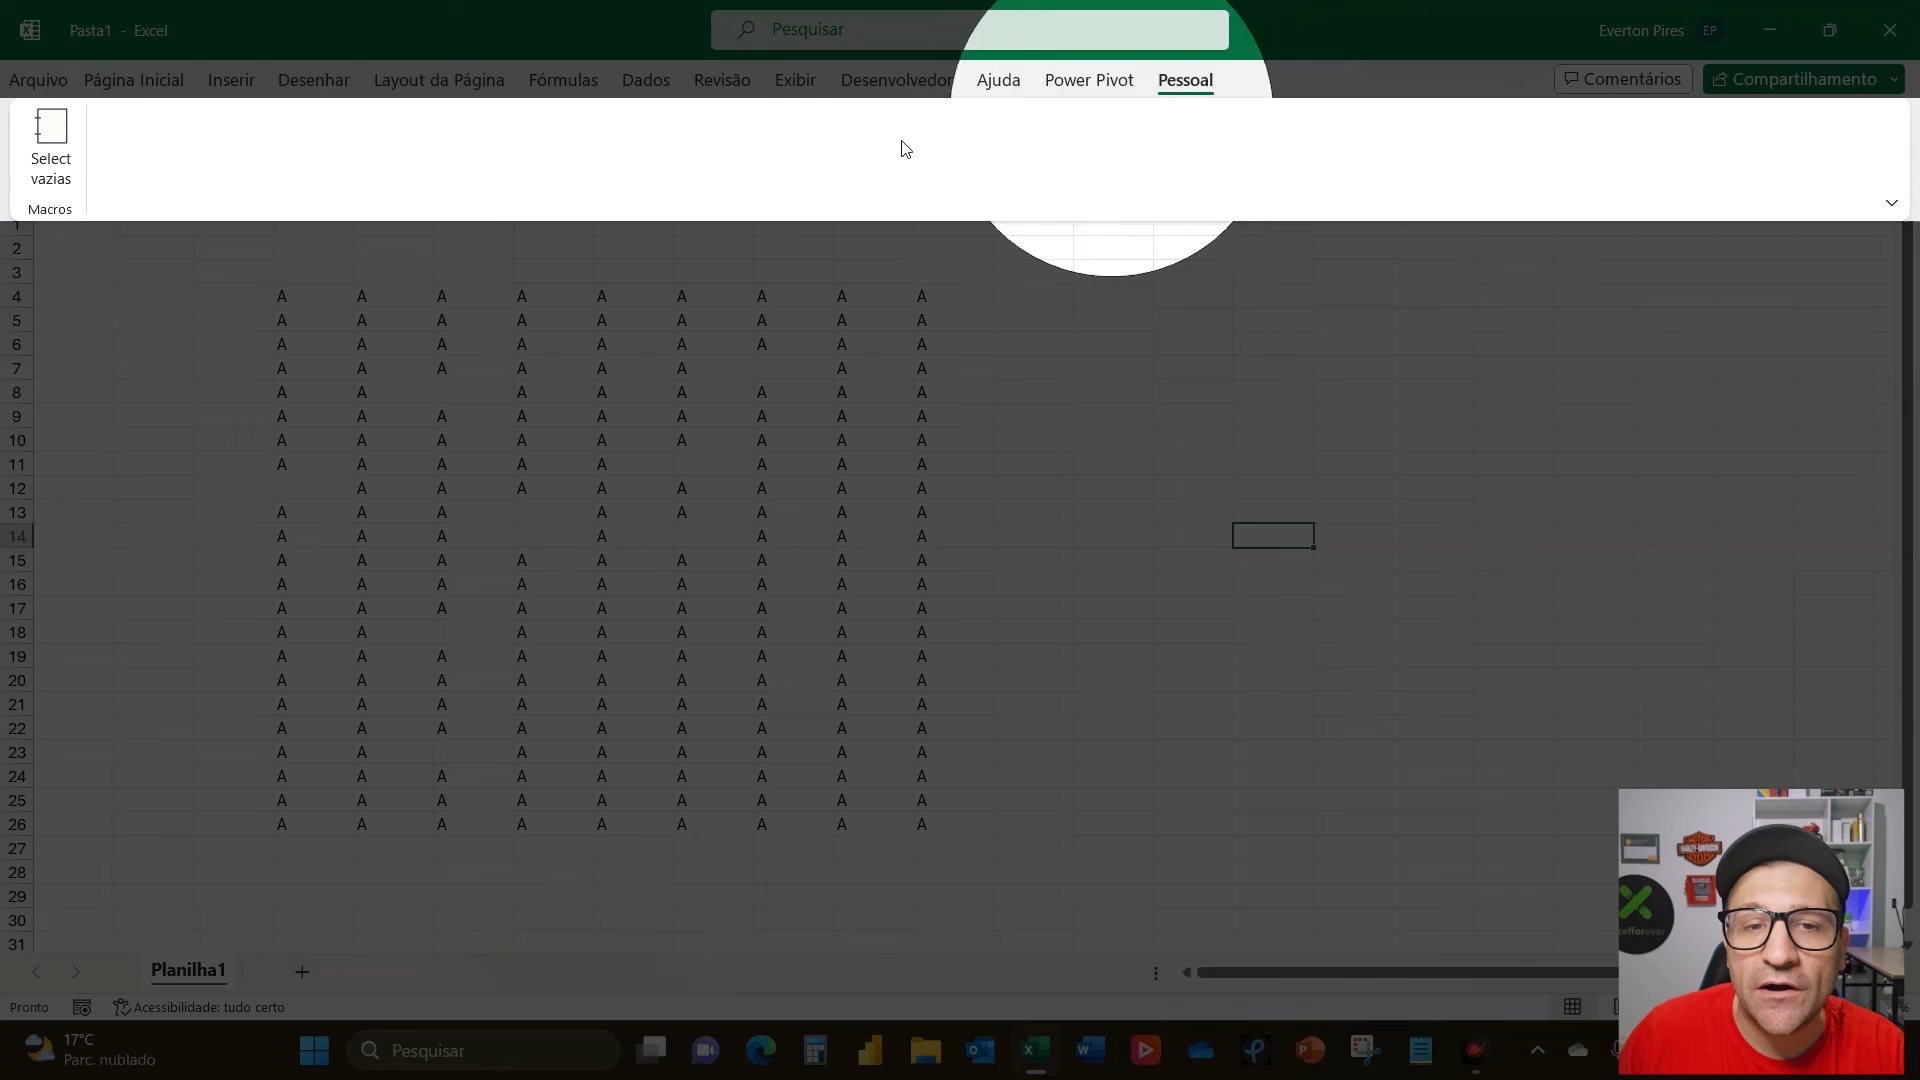 Pasta1 - Excel
Pesquisar
Everton Pires EP
Arquivo Página Inicial Inserir Desenhar Layout da Página Fórmulas Dados Revisão Exibir Desenvolvedor Ajuda Power Pivot Pessoal
Comentários Compartilhamento
Select
vazias
Macros
1
2
3
4 A A A A A A A A A
5 A A A A A A A A A
6 A A A A A A A A A
7 A A A A A A A A
8 A A A A A A A A
9 A A A A A A A A A
10 A A A A A A A A A
11 A A A A A A A A
12 A A A A A A A A
13 A A A A A A A A
14 A A A A A A A
15 A A A A A A A A A
16 A A A A A A A A A
17 A A A A A A A A A
18 A A A A A A A A
19 A A A A A A A A A
20 A A A A A A A A A
21 A A A A A A A A A
22 A A A A A A A A A
23 A A A A A A A A
24 A A A A A A A A A
25 A A A A A A A A A
26 A A A A A A A A A
27
28
29
30
31
HARLEY-DAVIDSON
celforever
Planilha1
Pronto Acessibilidade: tudo certo
17°C
Parc. nublado
Pesquisar